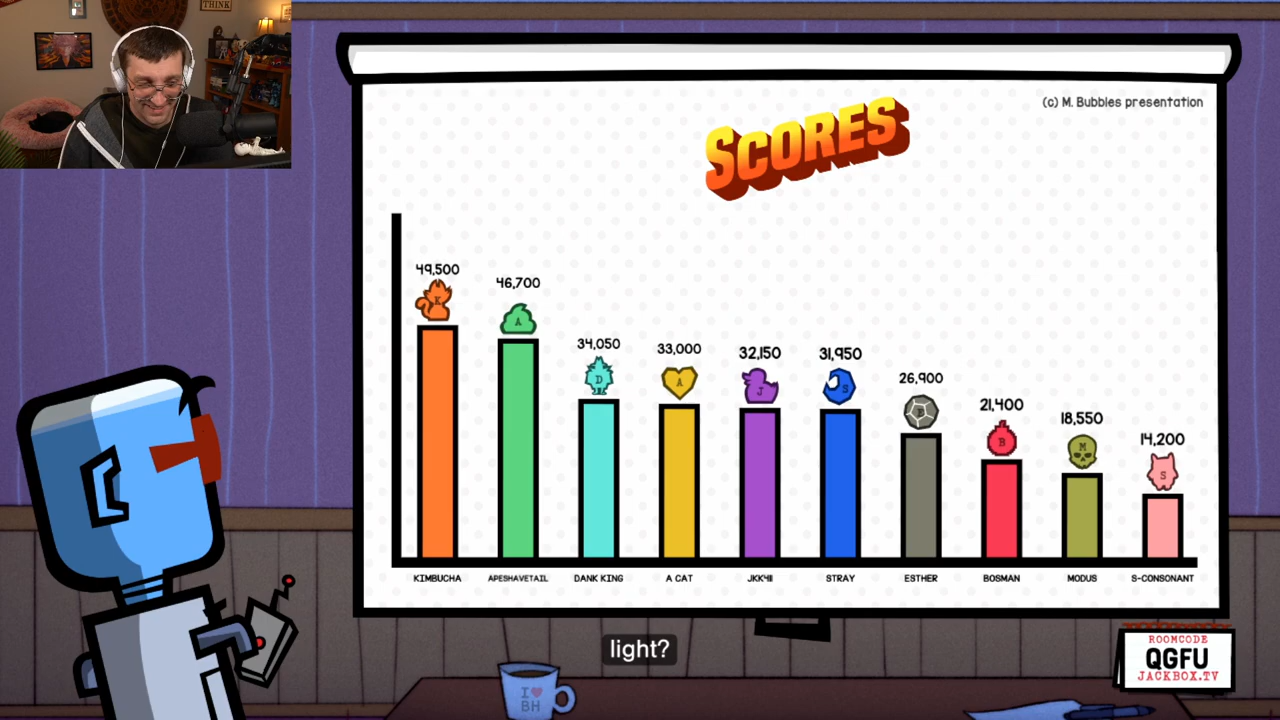 THINK
(c) M. Bubbles presentation
SCORES
49,500
46,700
34,050
33,000
32,150
31,950
26,900
21,400
18,550
14,200
K
A
D
A
J
S
E
B
M
S
KIMBUCHA
APESHAVETAIL
DANK KING
A CAT
JKK411
STRAY
ESTHER
BOSMAN
MODUS
S-CONSONANT
light?
I ♥
BH
ROOMCODE
QGFU
JACKBOX.TV